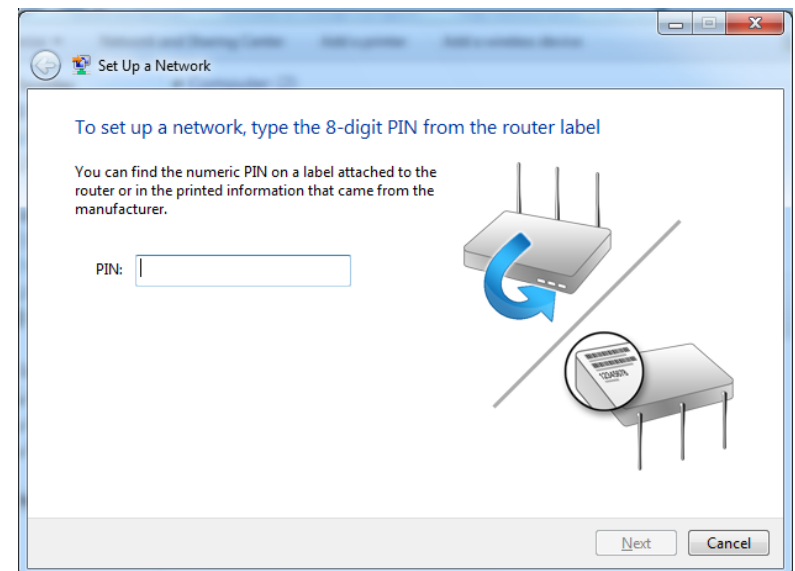 Set Up a Network
To set up a network, type the 8-digit PIN from the router label
You can find the numeric PIN on a label attached to the
router or in the printed information that came from the
manufacturer.
PIN:
12345678
Next
Cancel